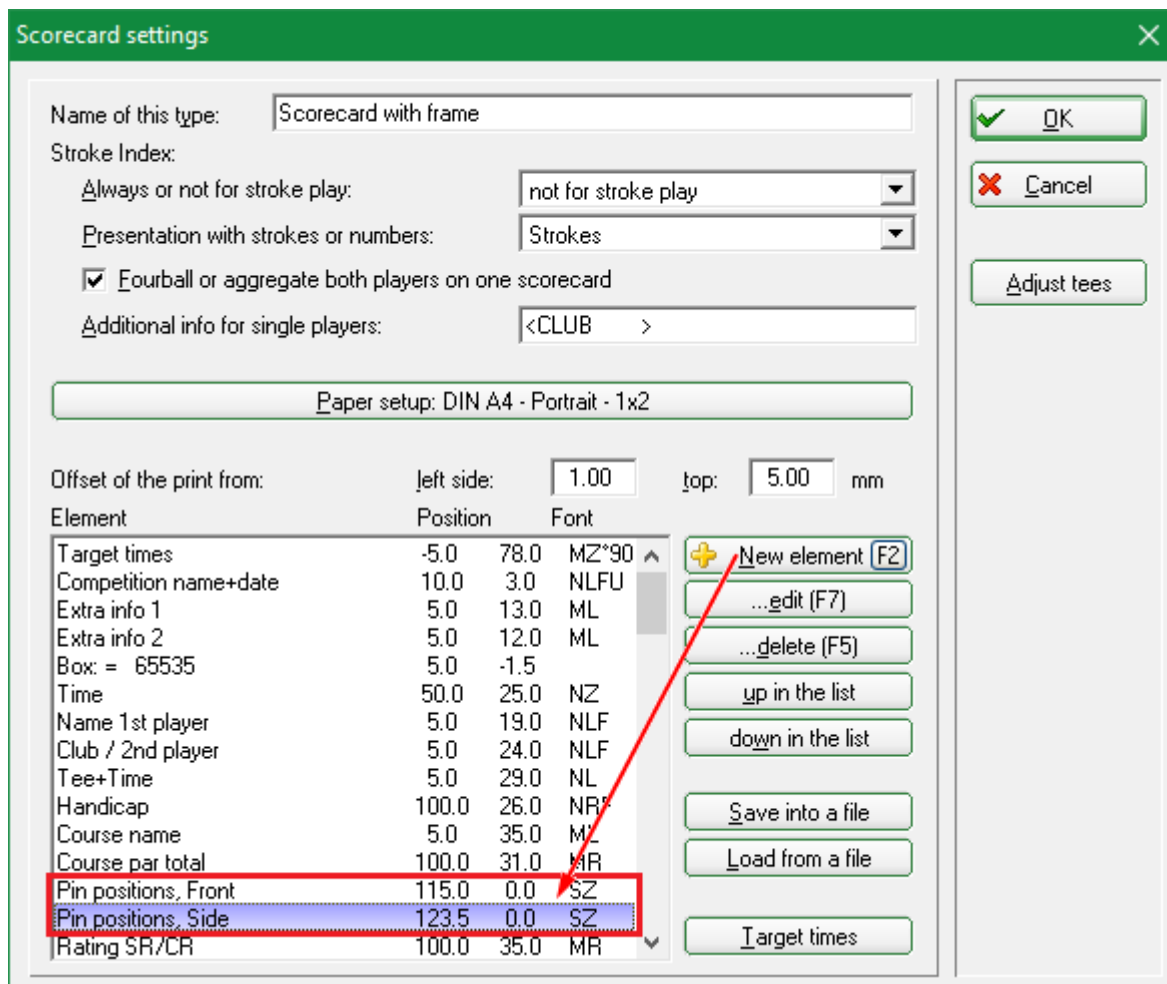 Scorecard settings
Name of this type: Scorecard with frame
OK
Stroke Index:
Always or not for stroke play: not for stroke play
Cancel
Presentation with strokes or numbers: Strokes
Fourball or aggregate both players on one scorecard
Adjust tees
Additional info for single players: <CLUB >
Paper setup: DIN A4 - Portrait - 1x2
Offset of the print from: left side: 1.00 top: 5.00 mm
Element Position Font
Target times -5.0 78.0 MZ*90
New element F2
Competition name+date 10.0 3.0 NLFU
Extra info 1 5.0 13.0 ML
...edit (F7)
Extra info 2 5.0 12.0 ML
...delete (F5)
Box: = 65535 5.0 -1.5
Time 50.0 25.0 NZ
up in the list
Name 1st player 5.0 19.0 NLF
down in the list
Club / 2nd player 5.0 24.0 NLF
Tee+Time 5.0 29.0 NL
Handicap 100.0 26.0 NRF
Save into a file
Course name 5.0 35.0 ML
Course par total 100.0 31.0 MR
Load from a file
Pin positions, Front 115.0 0.0 SZ
Pin positions, Side 123.5 0.0 SZ
Target times
Rating SR/CR 100.0 35.0 MR